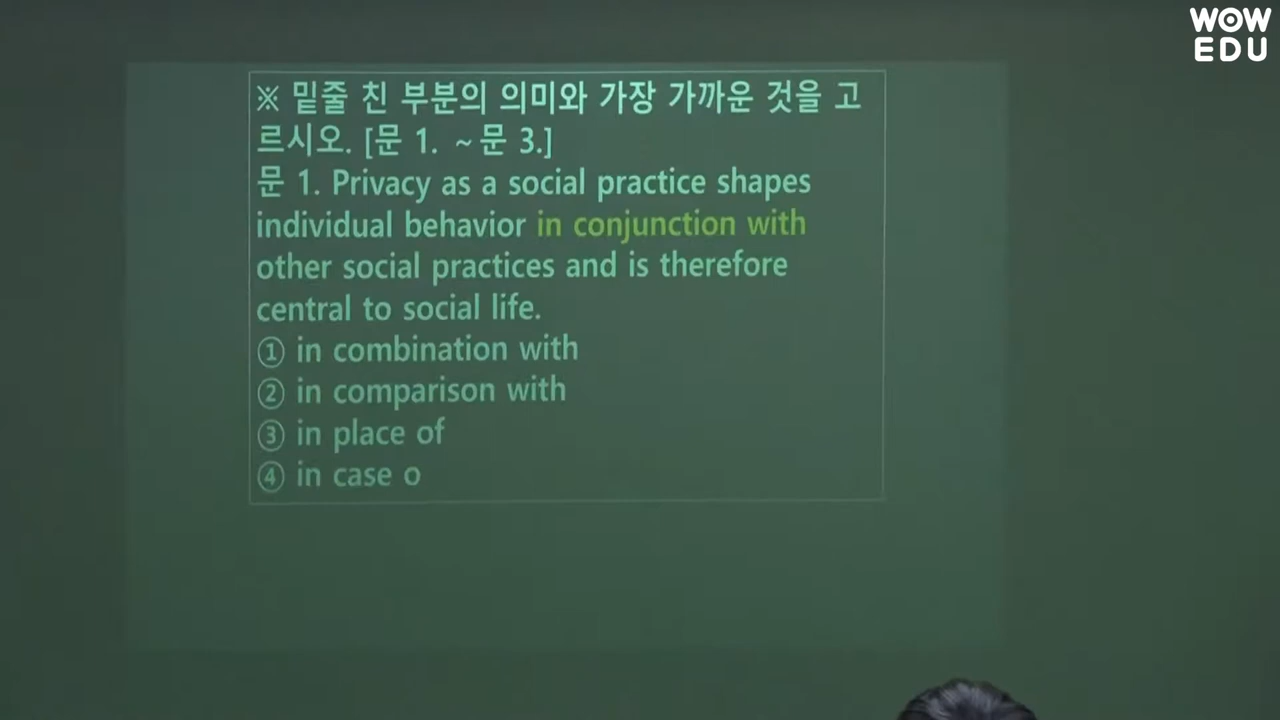 WOW
EDU
※ 밑줄 친 부분의 의미와 가장 가까운 것을 고
르시오. [문 1. ~ 문 3.]
문 1. Privacy as a social practice shapes
individual behavior in conjunction with
other social practices and is therefore
central to social life.
① in combination with
② in comparison with
③ in place of
④ in case o